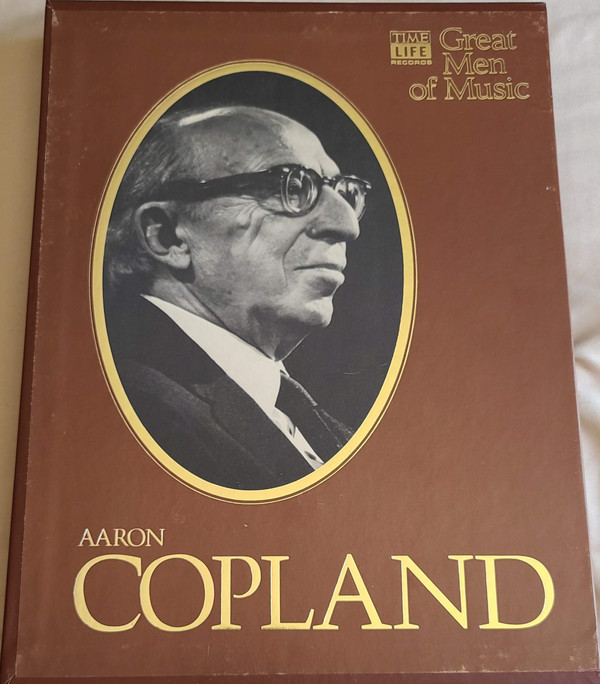 TIME
LIFE
RECORDS
Great
Men
of Music
AARON
COPLAND